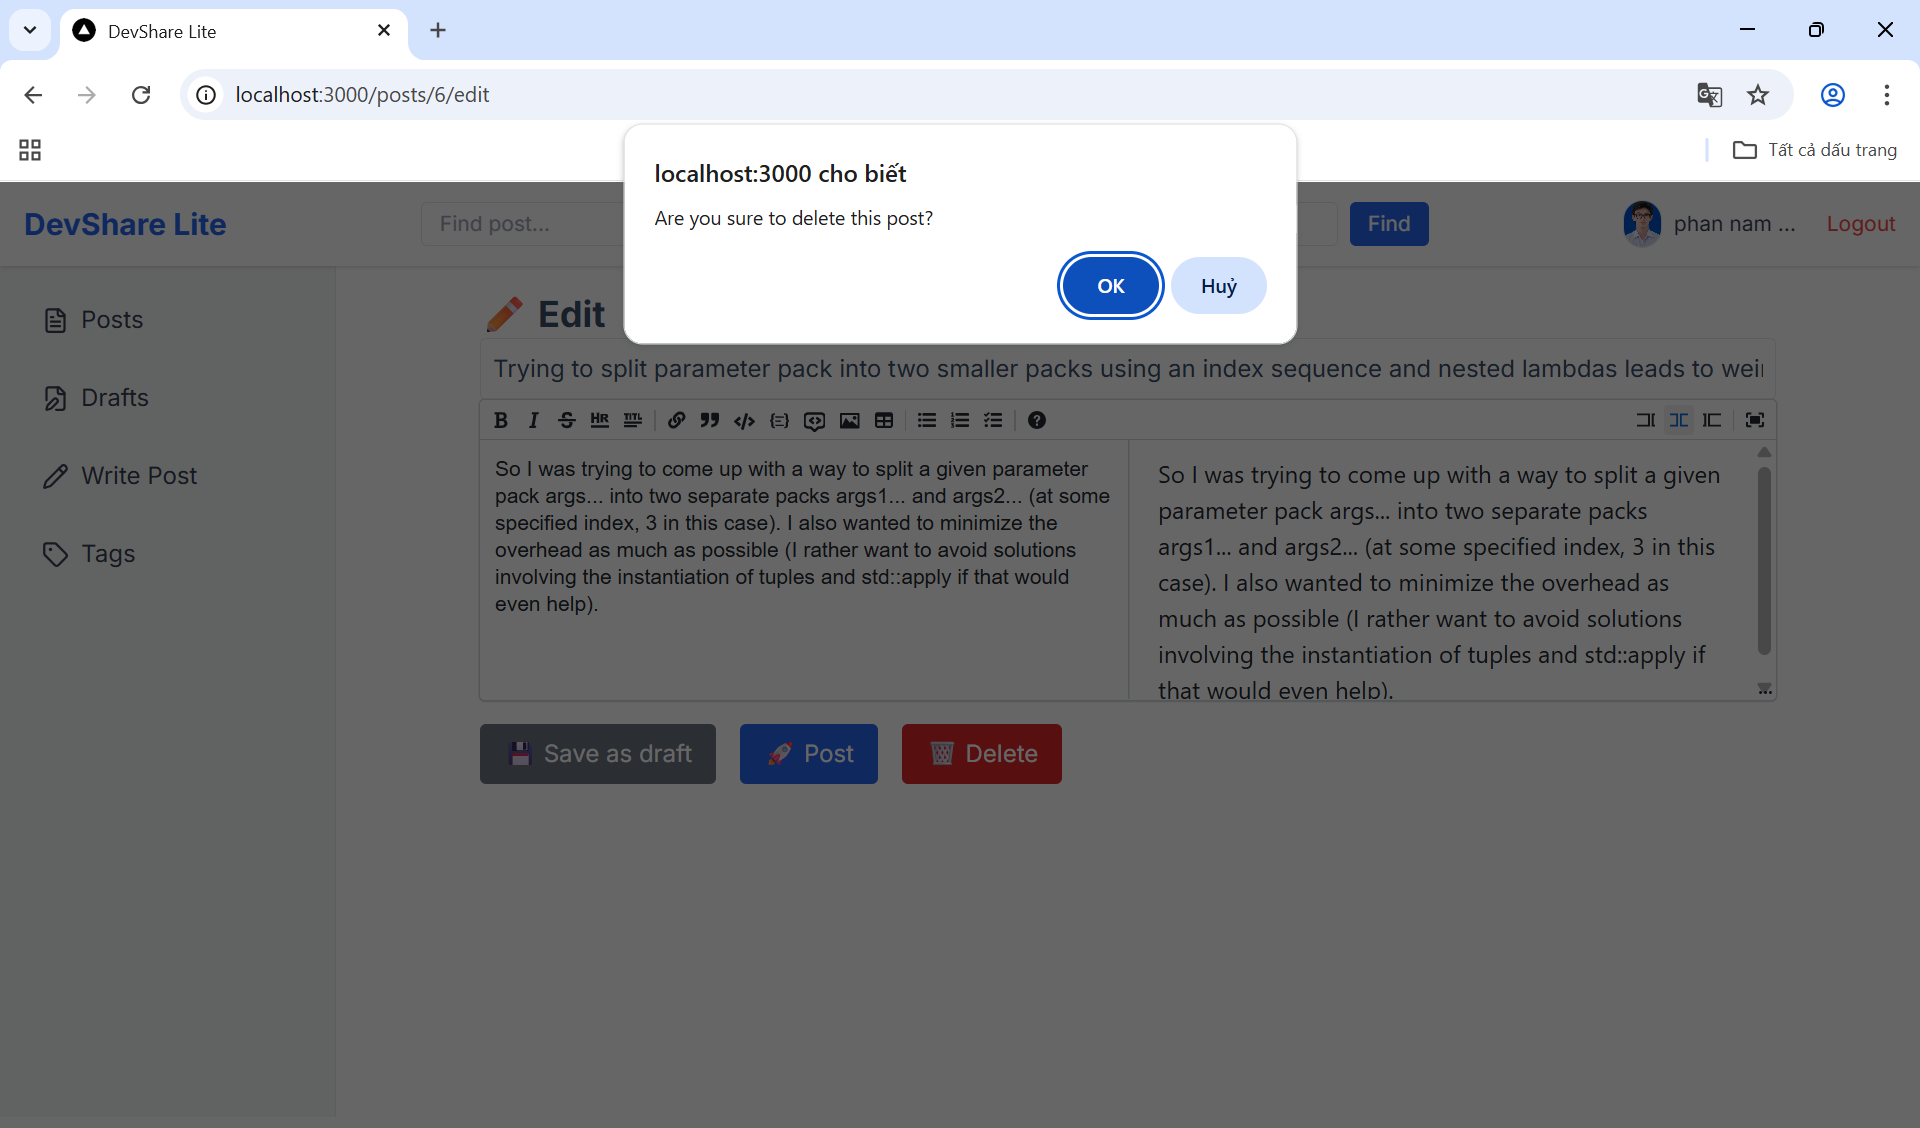 DevShare Lite
localhost:3000/posts/6/edit
Tất cả dấu trang
localhost:3000 cho biết
Are you sure to delete this post?
OK
Huỷ
DevShare Lite
Find post...
Find
phan nam ...
Logout
Posts
Drafts
Write Post
Tags
Edit
Trying to split parameter pack into two smaller packs using an index sequence and nested lambdas leads to wei
B I S HR TITL
So I was trying to come up with a way to split a given parameter
pack args... into two separate packs args1... and args2... (at some
specified index, 3 in this case). I also wanted to minimize the
overhead as much as possible (I rather want to avoid solutions
involving the instantiation of tuples and std::apply if that would
even help).
So I was trying to come up with a way to split a given
parameter pack args... into two separate packs
args1... and args2... (at some specified index, 3 in this
case). I also wanted to minimize the overhead as
much as possible (I rather want to avoid solutions
involving the instantiation of tuples and std::apply if
that would even help).
Save as draft
Post
Delete